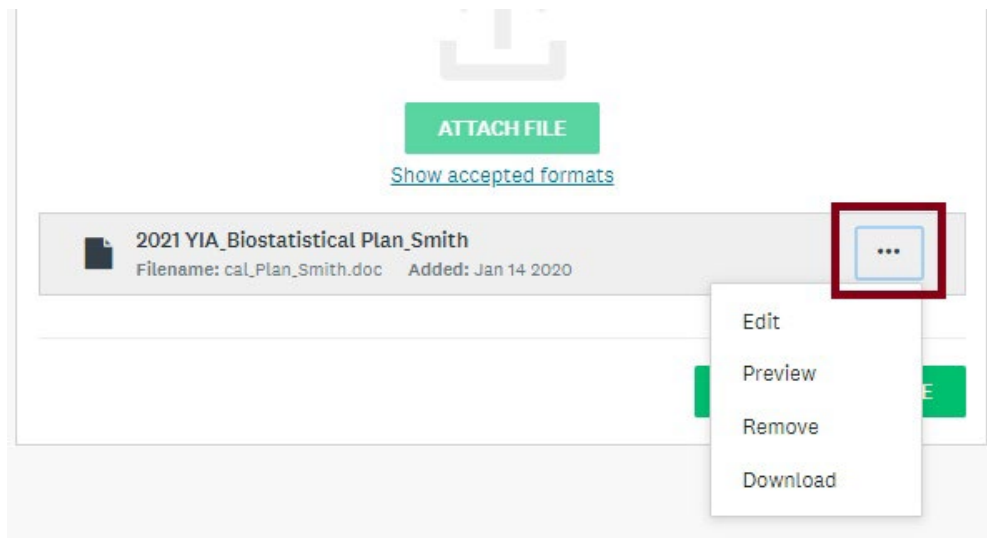 ATTACH FILE
Show accepted formats
2021 YIA_Biostatistical Plan_Smith
Filename: cal_Plan_Smith.doc Added: Jan 14 2020
...
Edit
Preview
E
Remove
Download